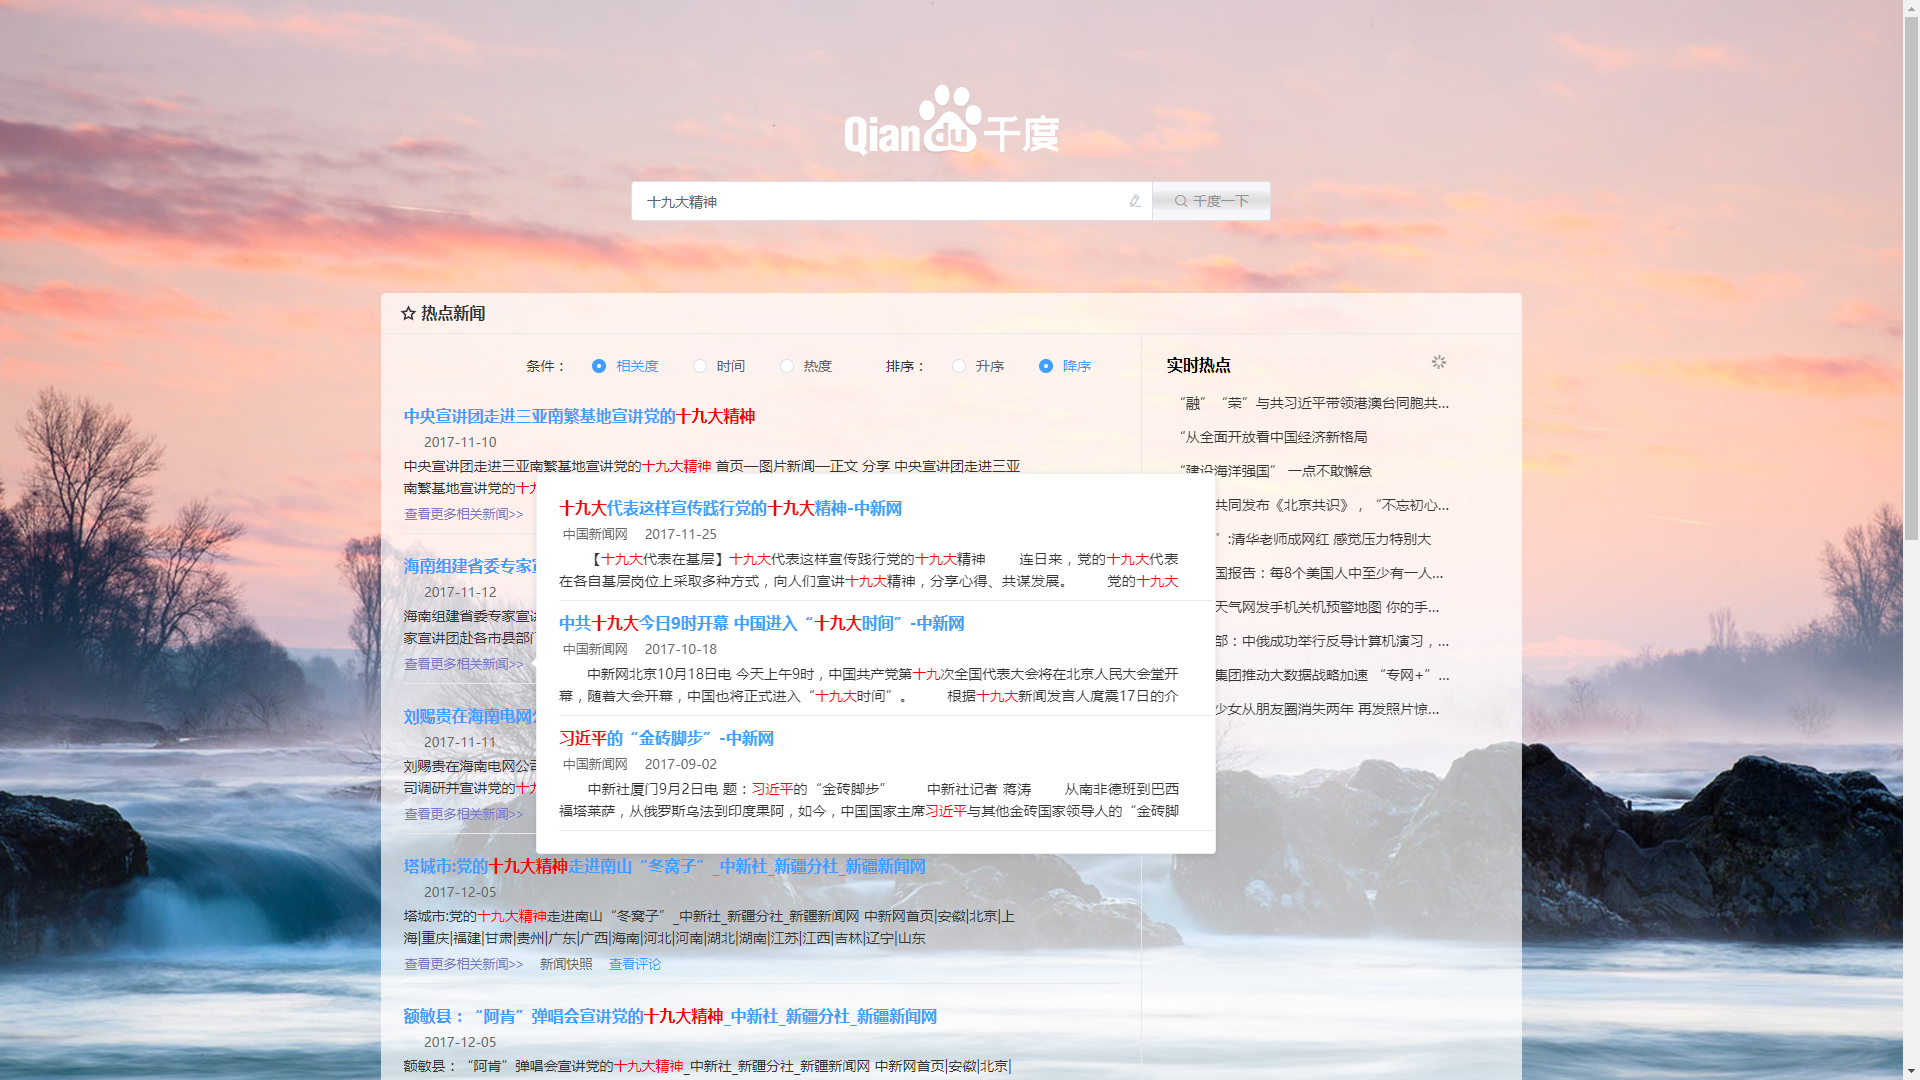 Qiandu千度
十九大精神
千度一下
热点新闻
条件： 相关度 时间 热度 排序： 升序 降序
中央宣讲团走进三亚南繁基地宣讲党的十九大精神
2017-11-10
中央宣讲团走进三亚南繁基地宣讲党的十九大精神 首页—图片新闻—正文 分享 中央宣讲团走进三亚
南繁基地宣讲党的十九
查看更多相关新闻>>
海南组建省委专家宣
2017-11-12
海南组建省委专家宣讲
家宣讲团赴各市县部门
查看更多相关新闻>>
刘赐贵在海南电网公
2017-11-11
刘赐贵在海南电网公司
司调研并宣讲党的十九
查看更多相关新闻>>
塔城市:党的十九大精神走进南山“冬窝子”_中新社_新疆分社_新疆新闻网
2017-12-05
塔城市:党的十九大精神走进南山“冬窝子”_中新社_新疆分社_新疆新闻网 中新网首页|安徽|北京|上
海|重庆|福建|甘肃|贵州|广东|广西|海南|河北|河南|湖北|湖南|江苏|江西|吉林|辽宁|山东
查看更多相关新闻>> 新闻快照 查看评论
额敏县：“阿肯”弹唱会宣讲党的十九大精神_中新社_新疆分社_新疆新闻网
2017-12-05
额敏县：“阿肯”弹唱会宣讲党的十九大精神_中新社_新疆分社_新疆新闻网 中新网首页|安徽|北京|
十九大代表这样宣传践行党的十九大精神-中新网
中国新闻网 2017-11-25
【十九大代表在基层】十九大代表这样宣传践行党的十九大精神 连日来，党的十九大代表
在各自基层岗位上采取多种方式，向人们宣讲十九大精神，分享心得、共谋发展。 党的十九大
中共十九大今日9时开幕 中国进入“十九大时间”-中新网
中国新闻网 2017-10-18
中新网北京10月18日电 今天上午9时，中国共产党第十九次全国代表大会将在北京人民大会堂开
幕，随着大会开幕，中国也将正式进入“十九大时间”。 根据十九大新闻发言人庹震17日的介
习近平的“金砖脚步”-中新网
中国新闻网 2017-09-02
中新社厦门9月2日电 题：习近平的“金砖脚步” 中新社记者 蒋涛 从南非德班到巴西
福塔莱萨，从俄罗斯乌法到印度果阿，如今，中国国家主席习近平与其他金砖国家领导人的“金砖脚
实时热点
“融”“荣”与共习近平带领港澳台同胞共...
“从全面开放看中国经济新格局
“建设海洋强国” 一点不敢懈怠
共同发布《北京共识》，“不忘初心...
”:清华老师成网红 感觉压力特别大
国报告：每8个美国人中至少有一人...
天气网发手机关机预警地图 你的手...
部：中俄成功举行反导计算机演习，...
集团推动大数据战略加速 “专网+”...
少女从朋友圈消失两年 再发照片惊...